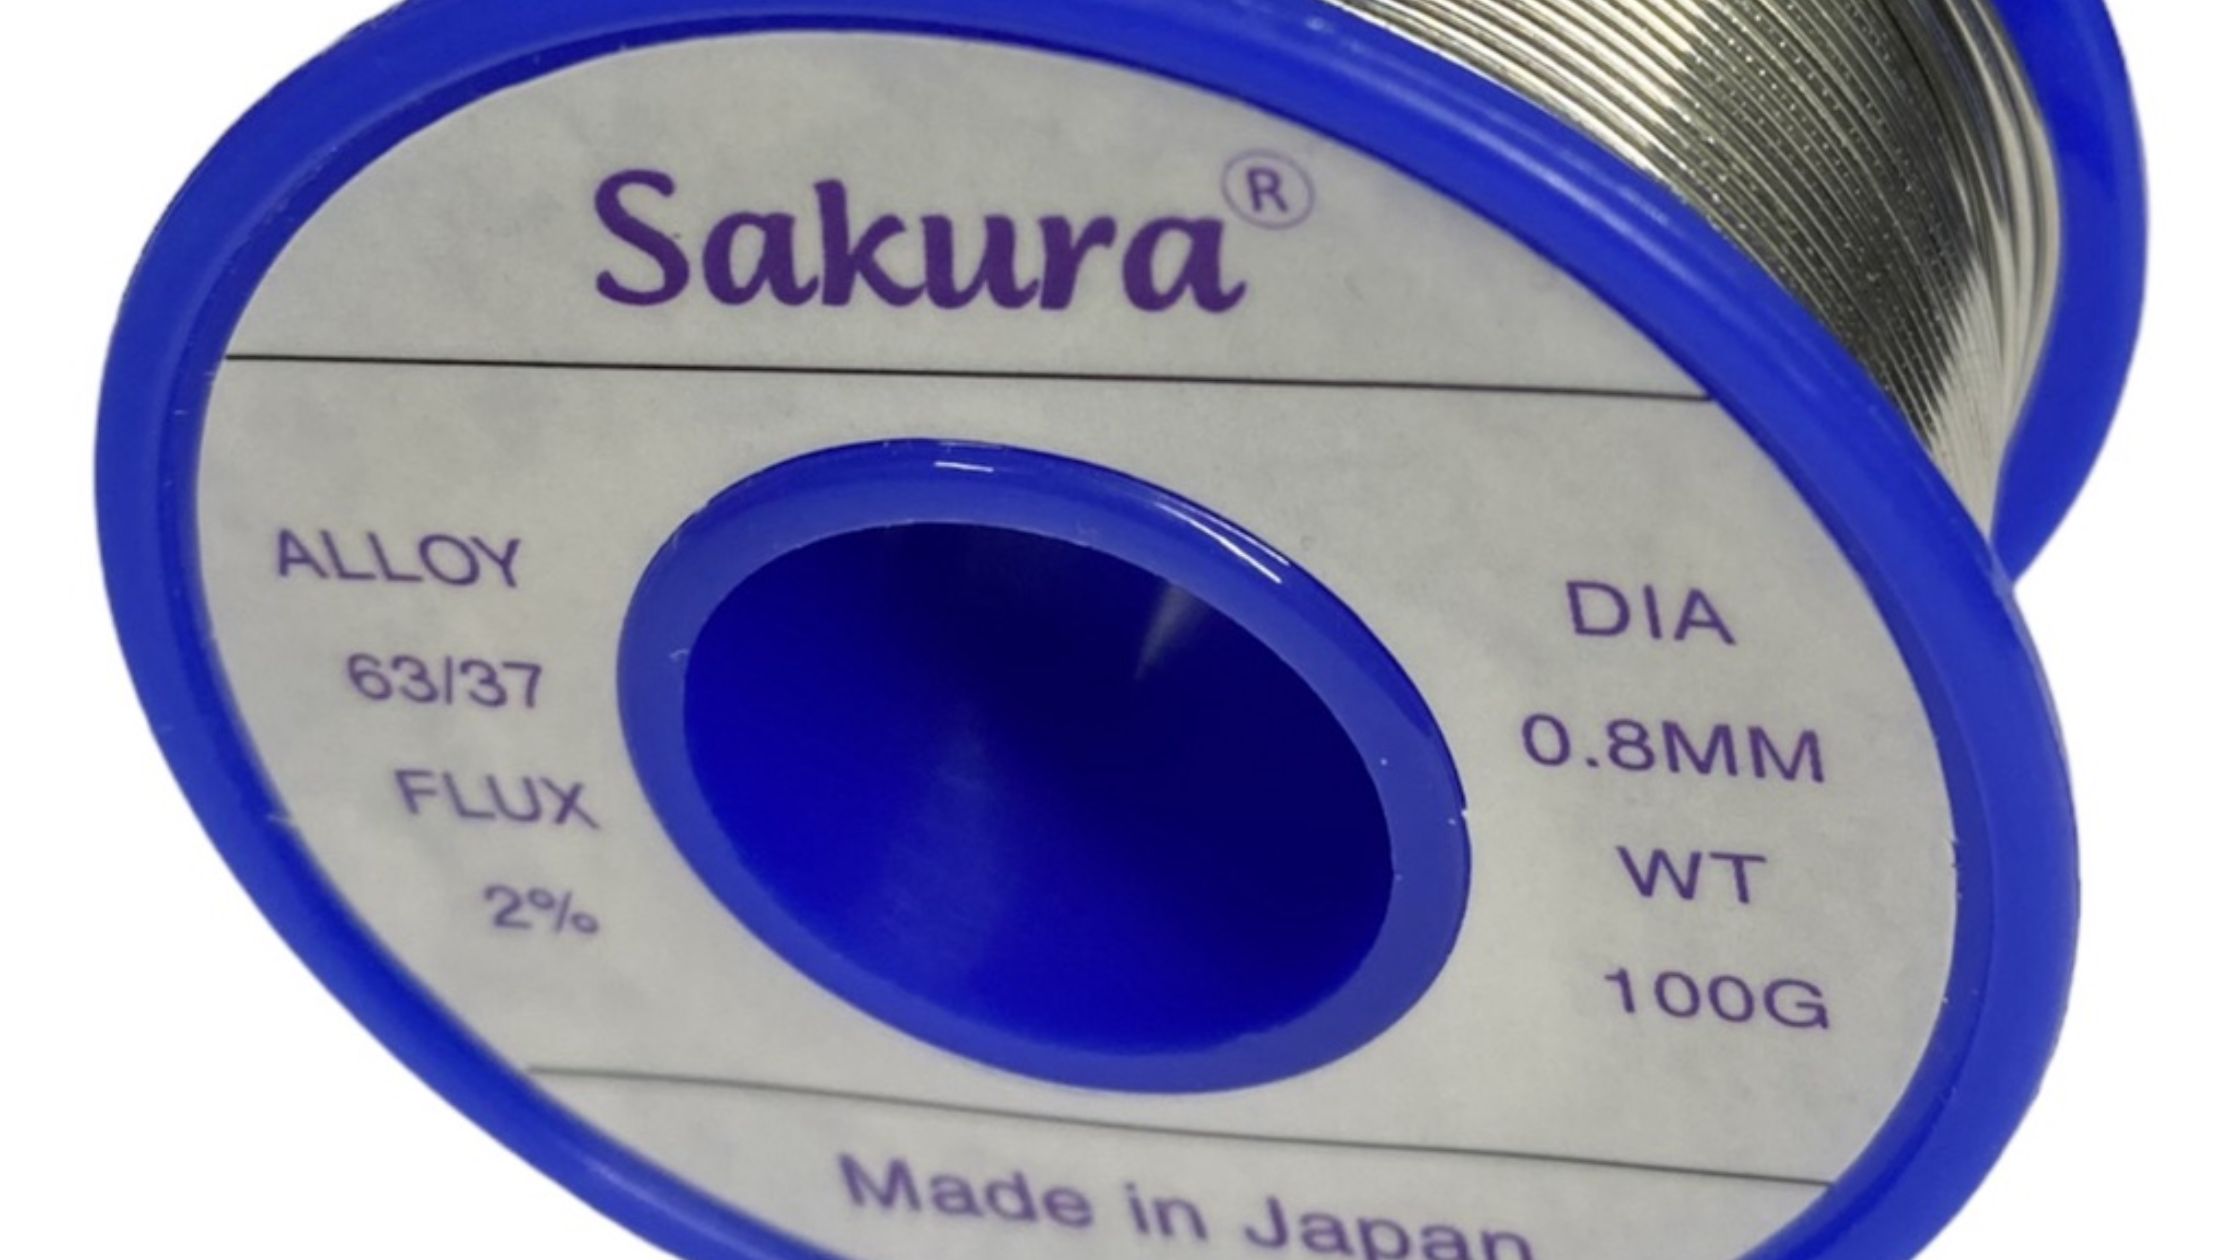 Sakura®
ALLOY
63/37
FLUX
2%
DIA
0.8MM
WT
100G
Made in Japan